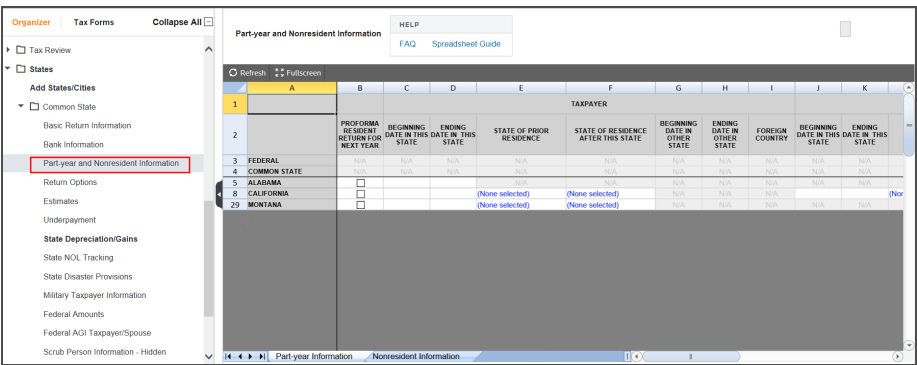 Organizer Tax Forms Collapse All
Part-year and Nonresident Information
HELP
FAQ Spreadsheet Guide
Tax Review
States
Add States/Cities
Common State
Basic Return Information
Bank Information
Part-year and Nonresident Information
Return Options
Estimates
Underpayment
State Depreciation/Gains
State NOL Tracking
State Disaster Provisions
Military Taxpayer Information
Federal Amounts
Federal AGI Taxpayer/Spouse
Scrub Person Information - Hidden
Refresh Fullscreen
A B C D E F G H I J K
1 TAXPAYER
2 PROFORMA RESIDENT RETURN FOR NEXT YEAR BEGINNING DATE IN THIS STATE ENDING DATE IN THIS STATE STATE OF PRIOR RESIDENCE STATE OF RESIDENCE AFTER THIS STATE BEGINNING DATE IN OTHER STATE ENDING DATE IN OTHER STATE FOREIGN COUNTRY BEGINNING DATE IN THIS STATE ENDING DATE IN THIS STATE
3 FEDERAL N/A N/A N/A N/A N/A N/A N/A N/A N/A N/A
4 COMMON STATE N/A N/A N/A N/A N/A N/A N/A N/A N/A N/A
5 ALABAMA N/A N/A N/A N/A N/A N/A N/A
8 CALIFORNIA (None selected) (None selected) N/A N/A N/A (Nor
29 MONTANA (None selected) (None selected) N/A N/A N/A N/A N/A
Part-year Information Nonresident Information